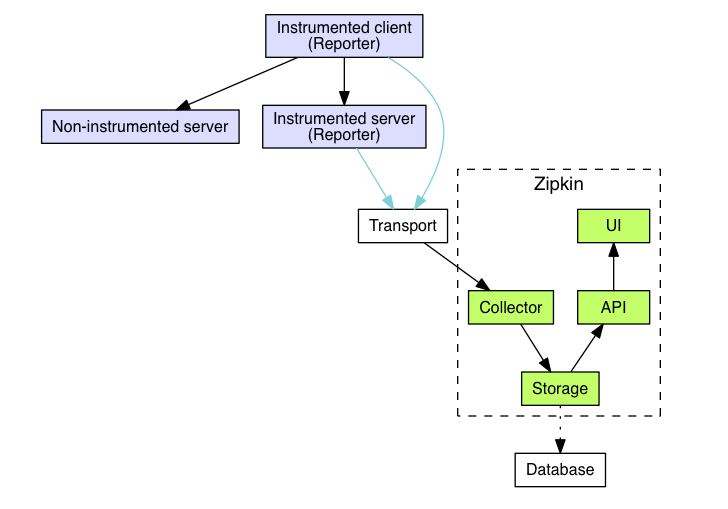 Instrumented client
(Reporter)
Non-instrumented server
Instrumented server
(Reporter)
Zipkin
Transport
UI
Collector
API
Storage
Database